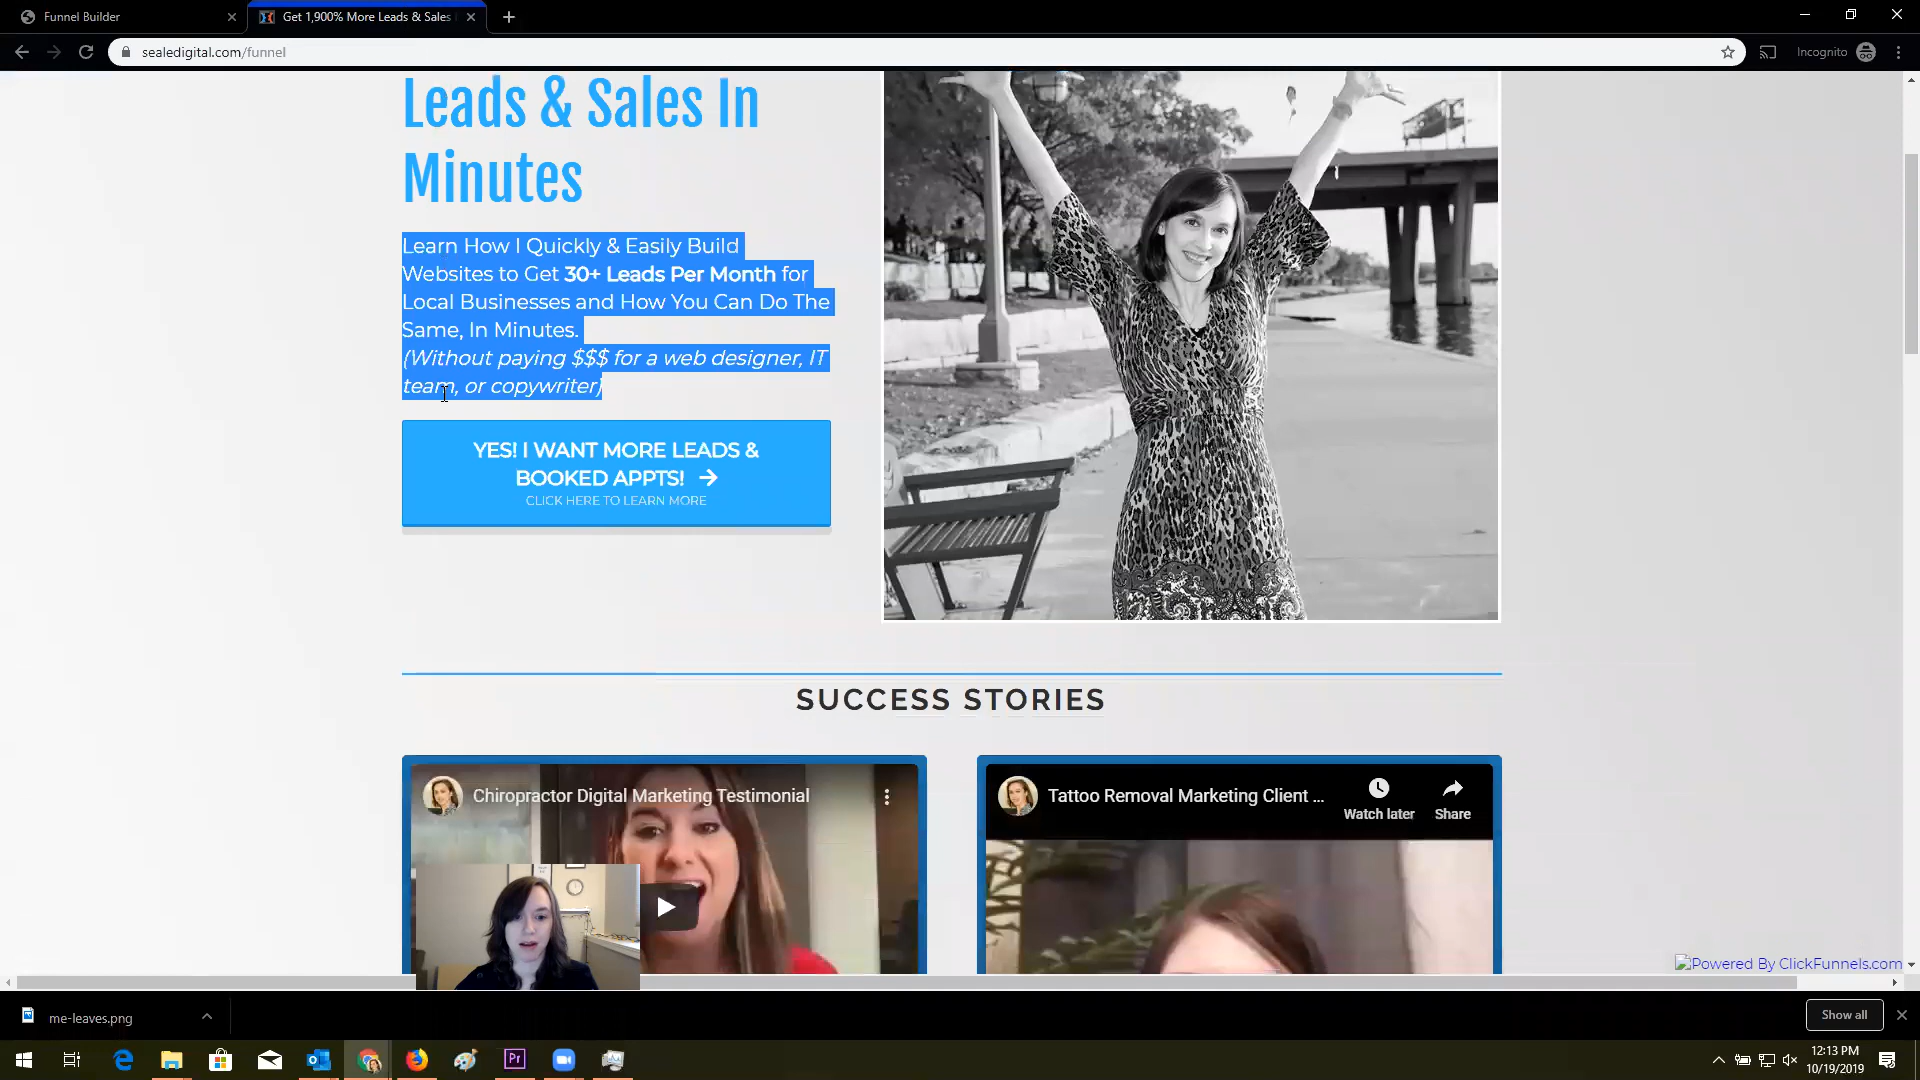 Funnel Builder
Get 1,900% More Leads & Sales
sealedigital.com/funnel
Incognito
Leads & Sales In
Minutes
Learn How I Quickly & Easily Build
Websites to Get 30+ Leads Per Month for
Local Businesses and How You Can Do The
Same, In Minutes.
(Without paying $$$ for a web designer, IT
team, or copywriter)
YES! I WANT MORE LEADS &
BOOKED APPTS!
CLICK HERE TO LEARN MORE
SUCCESS STORIES
Chiropractor Digital Marketing Testimonial
Tattoo Removal Marketing Client ...
Watch later
Share
Powered By ClickFunnels.com
me-leaves.png
Show all
Pr
12:13 PM
10/19/2019